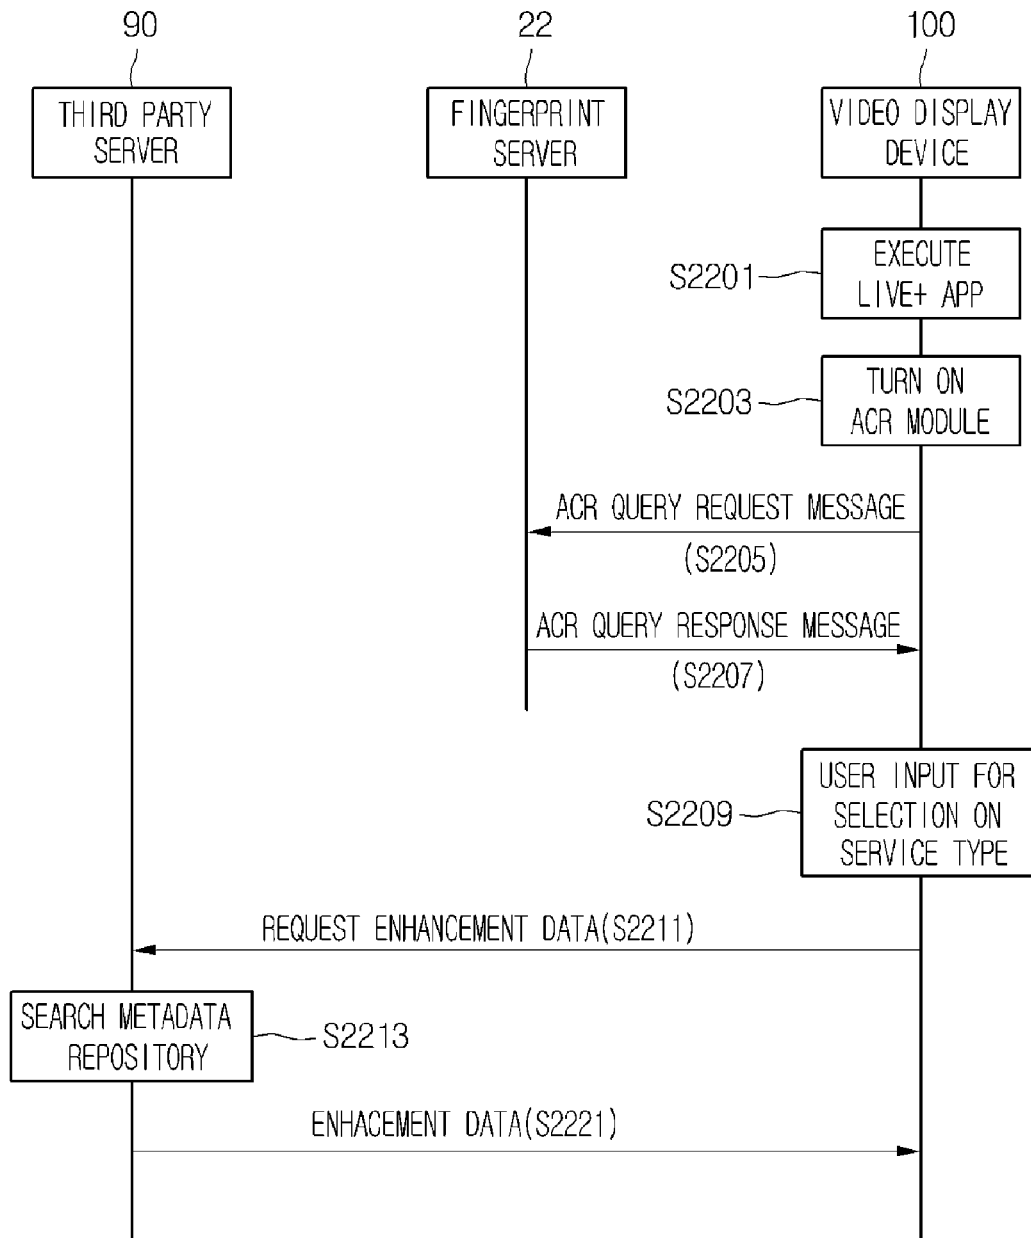 90
22
100
THIRD PARTY
SERVER
FINGERPRINT
SERVER
VIDEO DISPLAY
DEVICE
S2201
EXECUTE
LIVE+ APP
S2203
TURN ON
ACR MODULE
ACR QUERY REQUEST MESSAGE
(S2205)
ACR QUERY RESPONSE MESSAGE
(S2207)
S2209
USER INPUT FOR
SELECTION ON
SERVICE TYPE
REQUEST ENHANCEMENT DATA(S2211)
SEARCH METADATA
REPOSITORY
S2213
ENHACEMENT DATA(S2221)